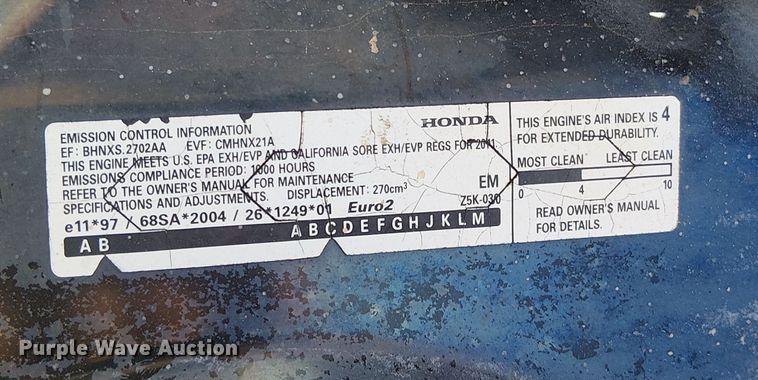 EMISSION CONTROL INFORMATION
HONDA
EF: BHNXS.2702AA EVF: CMHNX21A
THIS ENGINE MEETS U.S. EPA EXH/EVP AND CALIFORNIA SORE EXH/EVP REGS FOR 2011
EMISSIONS COMPLIANCE PERIOD: 1000 HOURS
REFER TO THE OWNER'S MANUAL FOR MAINTENANCE
SPECIFICATIONS AND ADJUSTMENTS. DISPLACEMENT: 270cm³
EM
Z5K-03/0
e11*97 / 68SA*2004 / 26*1249*01 Euro2
A B
A B C D E F G H J K L M
THIS ENGINE'S AIR INDEX IS 4
FOR EXTENDED DURABILITY.
MOST CLEAN LEAST CLEAN
0 4 10
READ OWNER'S MANUAL
FOR DETAILS.
Purple Wave Auction